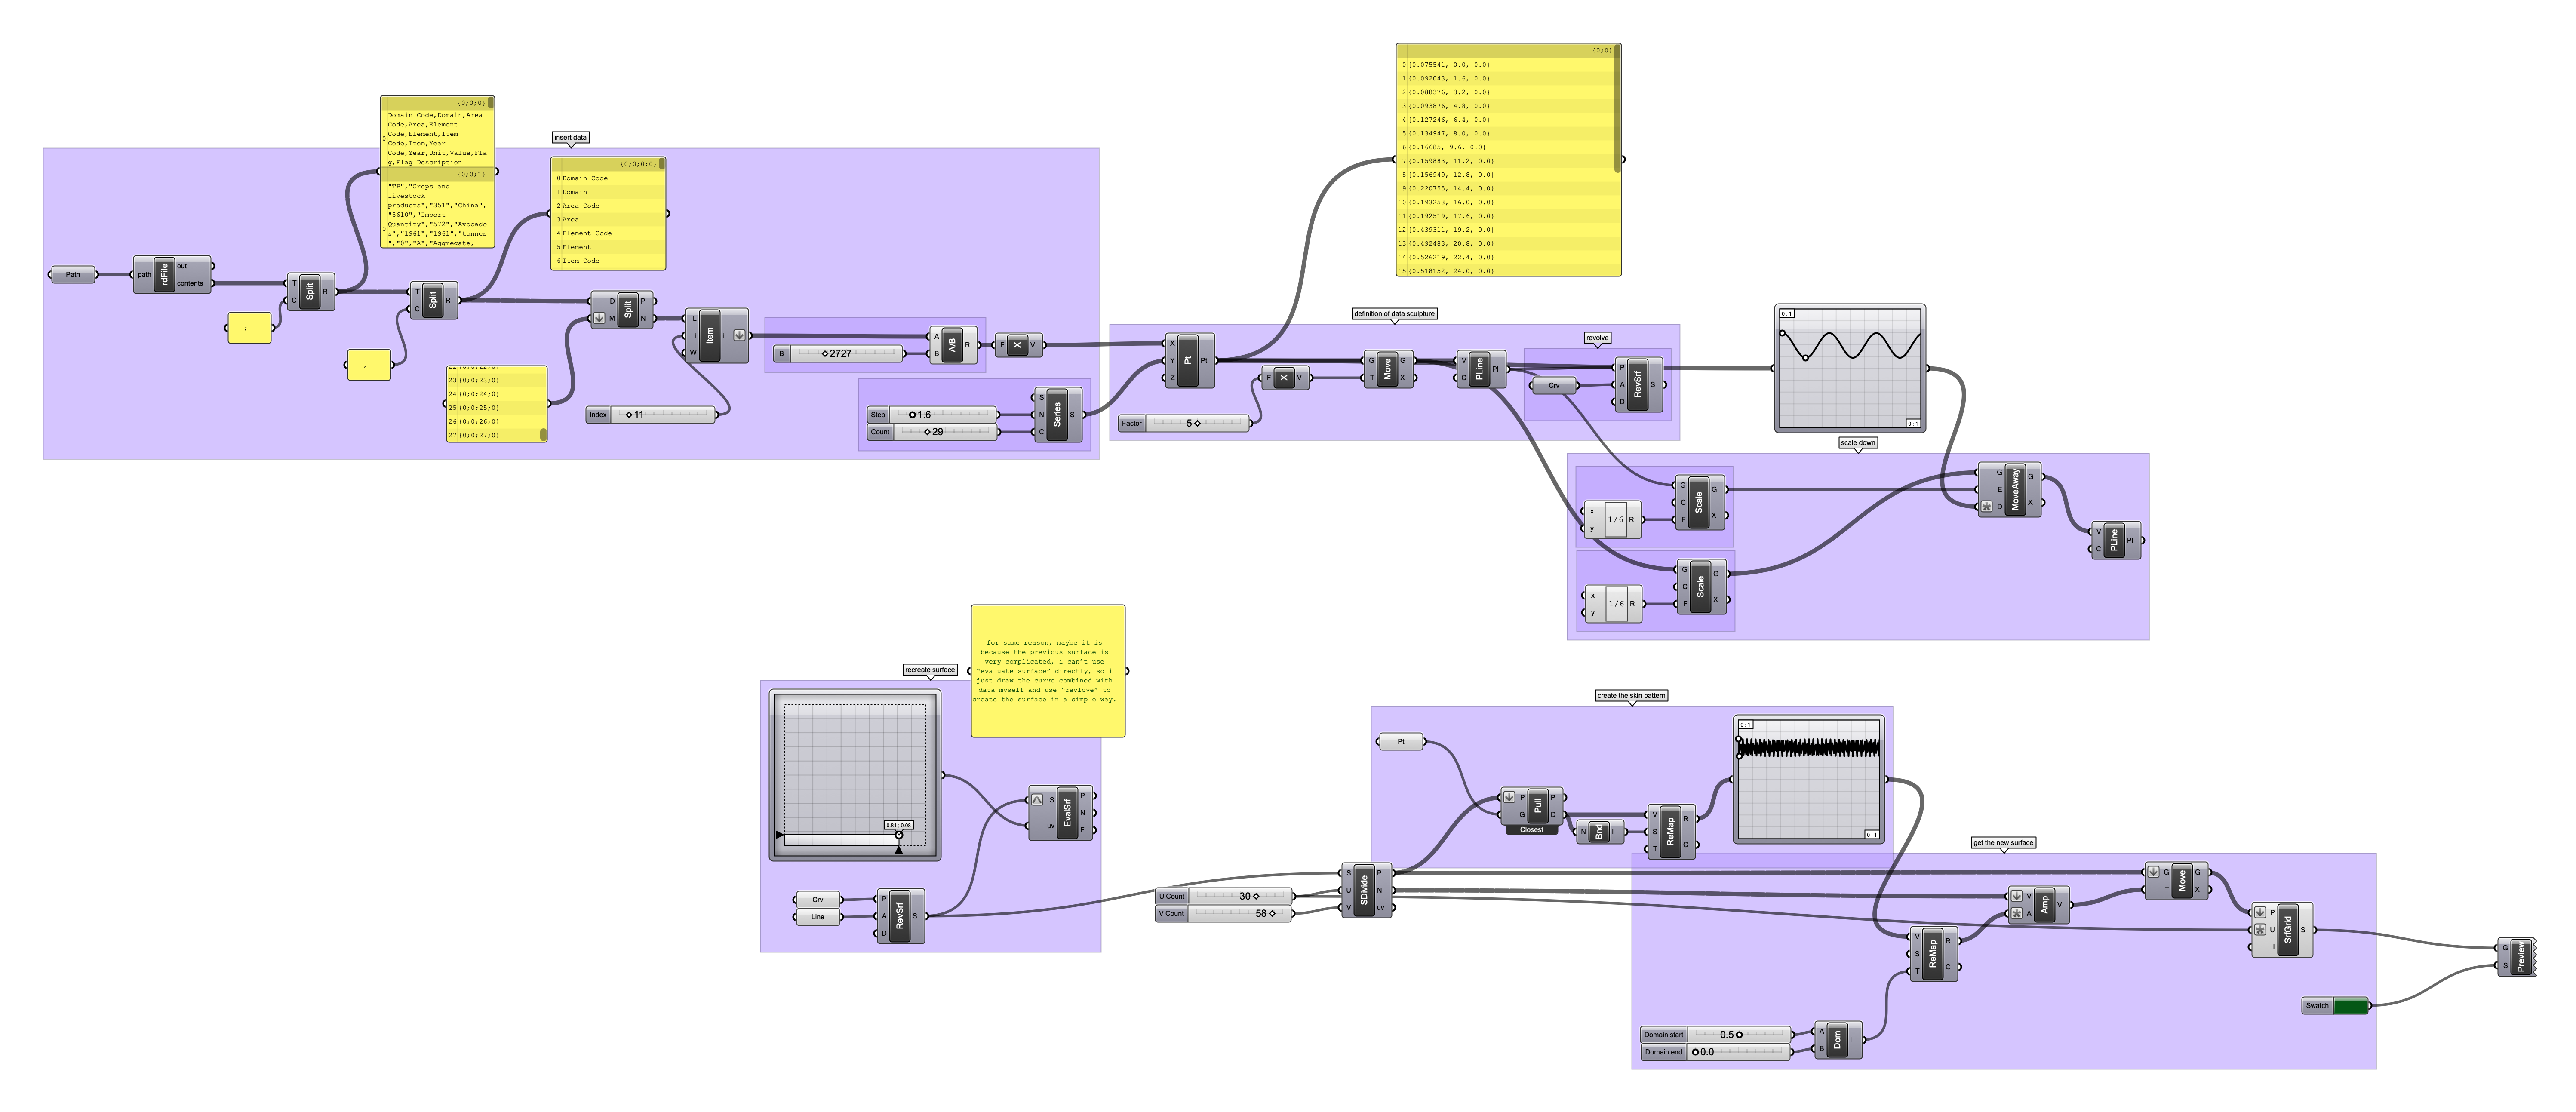 insert data
{0;0;0}
0
Domain Code,Domain,Area
Code,Area,Element
Code,Element,Item
Code,Item,Year
Code,Year,Unit,Value,Fla
g,Flag Description
{0;0;1}
0
"TP","Crops and
livestock
products","351","China",
"5610","Import
Quantity","572","Avocado
s","1961","1961","tonnes
","0","A","Aggregate,
{0;0;0;0}
0 Domain Code
1 Domain
2 Area Code
3 Area
4 Element Code
5 Element
6 Item Code
Path
path rdFile out contents
T C Split R
;
T C Split R
,
22 {0;0;22;0}
23 {0;0;23;0}
24 {0;0;24;0}
25 {0;0;25;0}
26 {0;0;26;0}
27 {0;0;27;0}
D M Split P N
L i W Item i
Index 11
B 2727
A B A/B R
F X V
Step 1.6
Count 29
S N C Series S
{0;0}
0 {0.075541, 0.0, 0.0}
1 {0.092043, 1.6, 0.0}
2 {0.088376, 3.2, 0.0}
3 {0.093876, 4.8, 0.0}
4 {0.127246, 6.4, 0.0}
5 {0.134947, 8.0, 0.0}
6 {0.16685, 9.6, 0.0}
7 {0.159883, 11.2, 0.0}
8 {0.156949, 12.8, 0.0}
9 {0.220755, 14.4, 0.0}
10 {0.193253, 16.0, 0.0}
11 {0.192519, 17.6, 0.0}
12 {0.439311, 19.2, 0.0}
13 {0.492483, 20.8, 0.0}
14 {0.526219, 22.4, 0.0}
15 {0.518152, 24.0, 0.0}
definition of data sculpture
X Y Z Pt Pt
F X V
Factor 5
G T Move G X
V C PLine Pl
revolve
Crv
P A D RevSrf S
0 : 1
0 : 1
scale down
x y 1/6 R
G C F Scale G X
x y 1/6 R
G C F Scale G X
G E D MoveAway G X
V C PLine Pl
recreate surface
for some reason, maybe it is
because the previous surface is
very complicated, i can't use
"evaluate surface" directly, so i
just draw the curve combined with
data myself and use "revlove" to
create the surface in a simple way.
0.81 ; 0.08
S uv EvalSrf P N F
Crv
Line
P A D RevSrf S
U Count 30
V Count 58
S U V SDivide P N uv
create the skin pattern
Pt
P G Pull P D
Closest
N Bnd I
V S T ReMap R C
0 : 1
0 : 1
get the new surface
V S T ReMap R C
V A Amp V
G T Move G X
P U I SrfGrid S
Domain start 0.5
Domain end 0.0
A B Dom I
Swatch
G S Preview